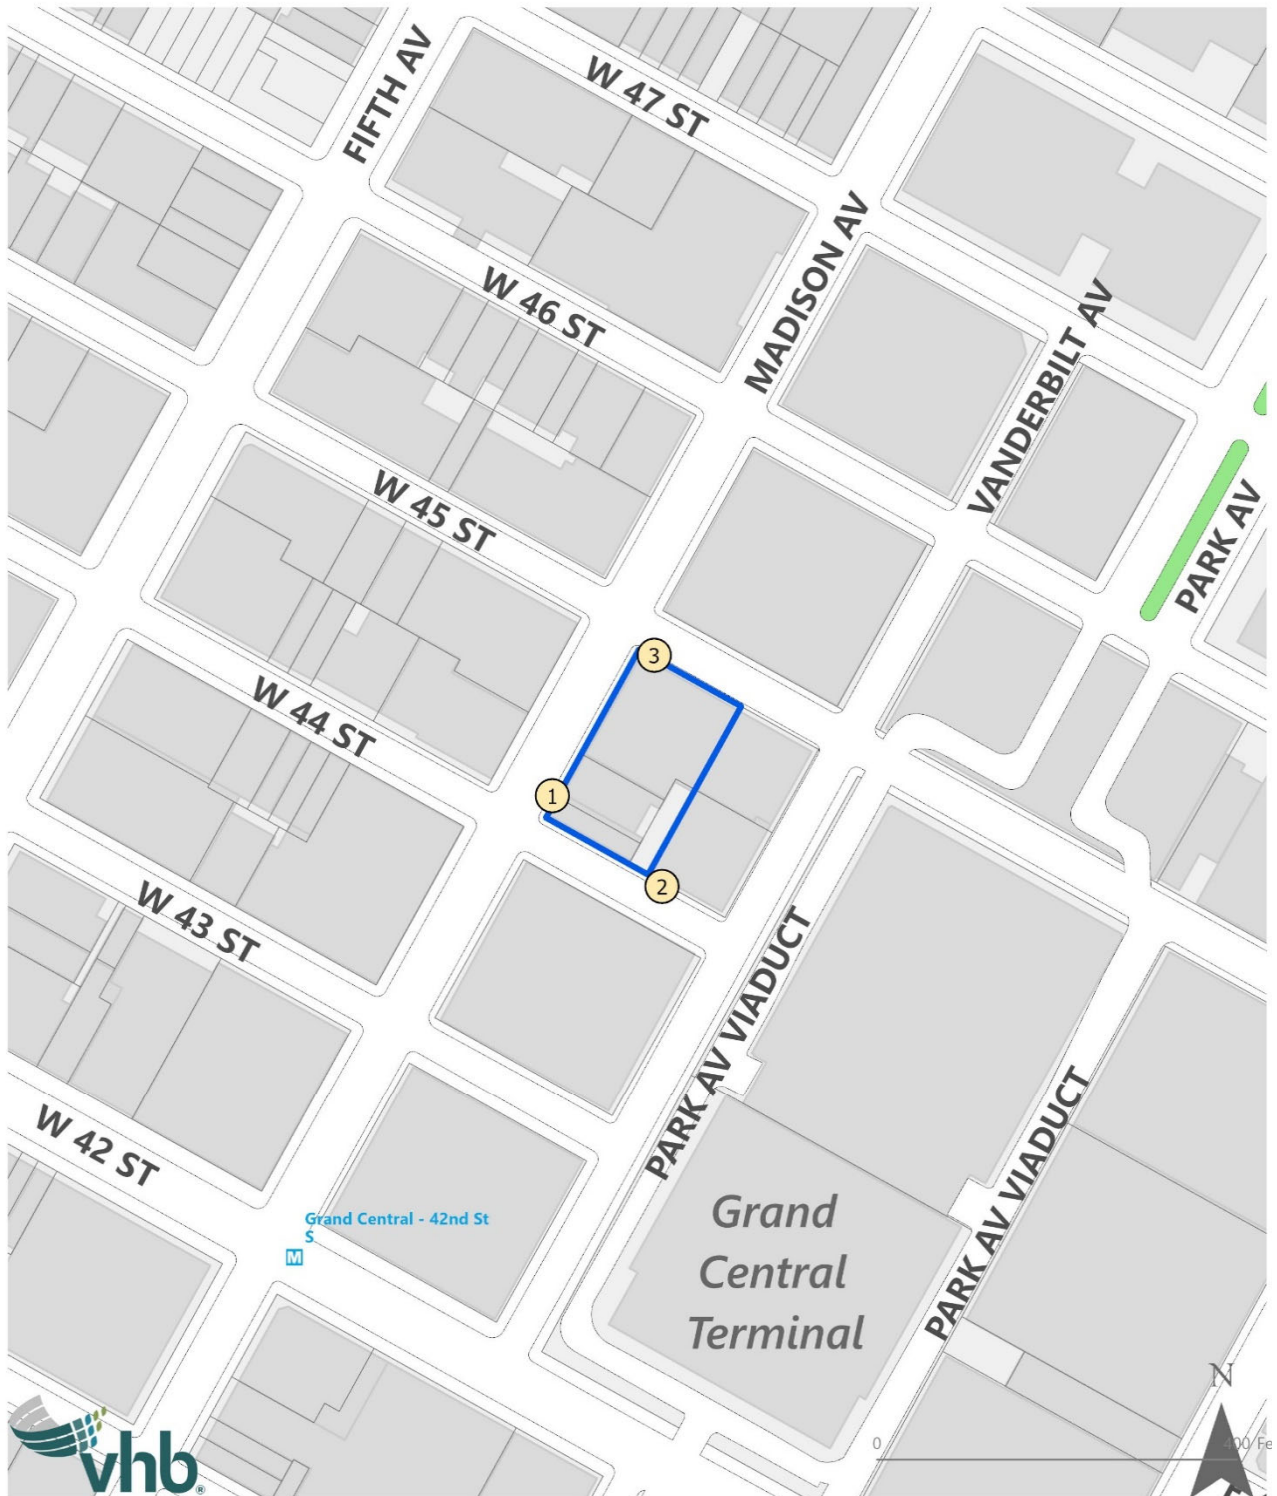 FIFTH AV
W 47 ST
MADISON AV
W 46 ST
VANDERBILT AV
W 45 ST
PARK AV
3
W 44 ST
1
2
W 43 ST
PARK AV VIADUCT
PARK AV VIADUCT
W 42 ST
Grand Central - 42nd St
S
M
Grand
Central
Terminal
N
0
400 Fe
vhb®